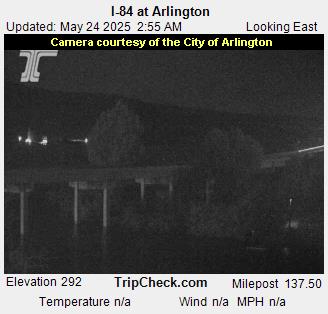 I-84 at Arlington
Updated: May 24 2025 2:55 AM Looking East
Camera courtesy of the City of Arlington
Elevation 292 TripCheck.com Milepost 137.50
Temperature n/a Wind n/a MPH n/a